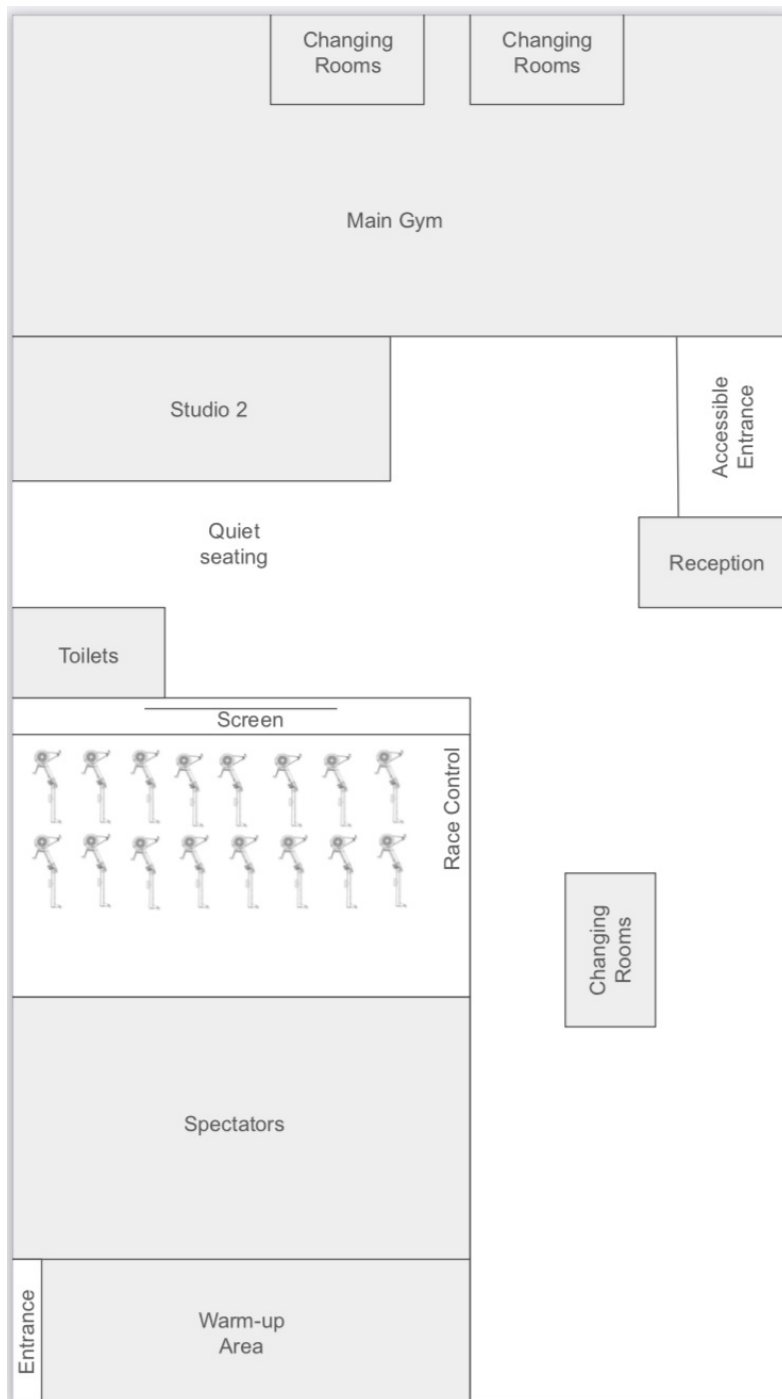 Changing
Rooms
Changing
Rooms
Main Gym
Studio 2
Accessible
Entrance
Quiet
seating
Reception
Toilets
Screen
Race Control
Changing
Rooms
Spectators
Entrance
Warm-up
Area